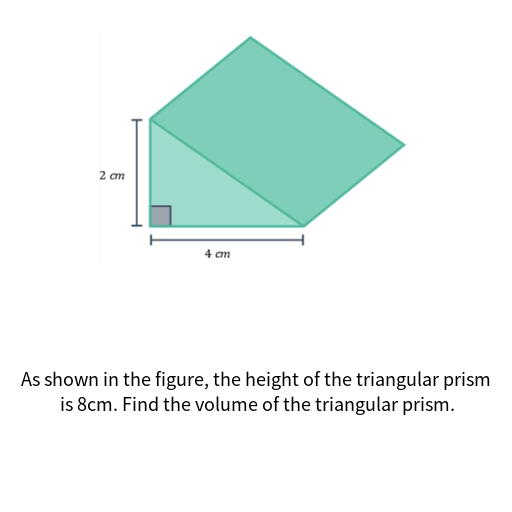 2 cm
4 cm
As shown in the figure, the height of the triangular prism
is 8cm. Find the volume of the triangular prism.